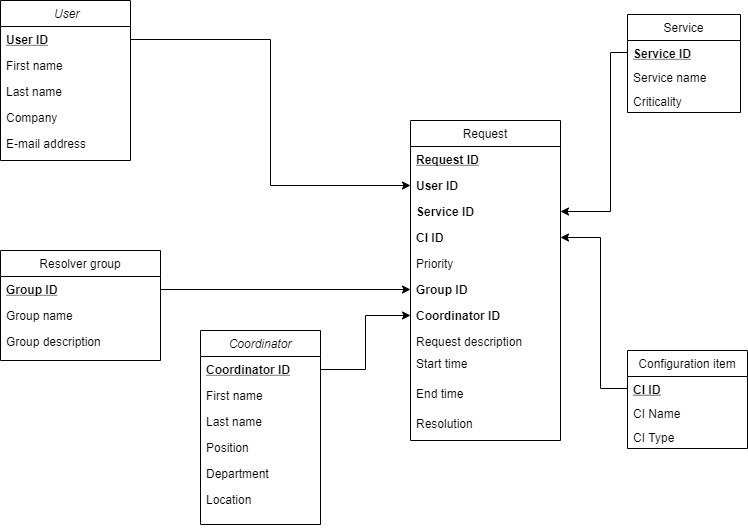 User
User ID
First name
Last name
Company
E-mail address
Service
Service ID
Service name
Criticality
Request
Request ID
User ID
Service ID
CI ID
Priority
Group ID
Coordinator ID
Request description
Start time
End time
Resolution
Resolver group
Group ID
Group name
Group description
Coordinator
Coordinator ID
First name
Last name
Position
Department
Location
Configuration item
CI ID
CI Name
CI Type